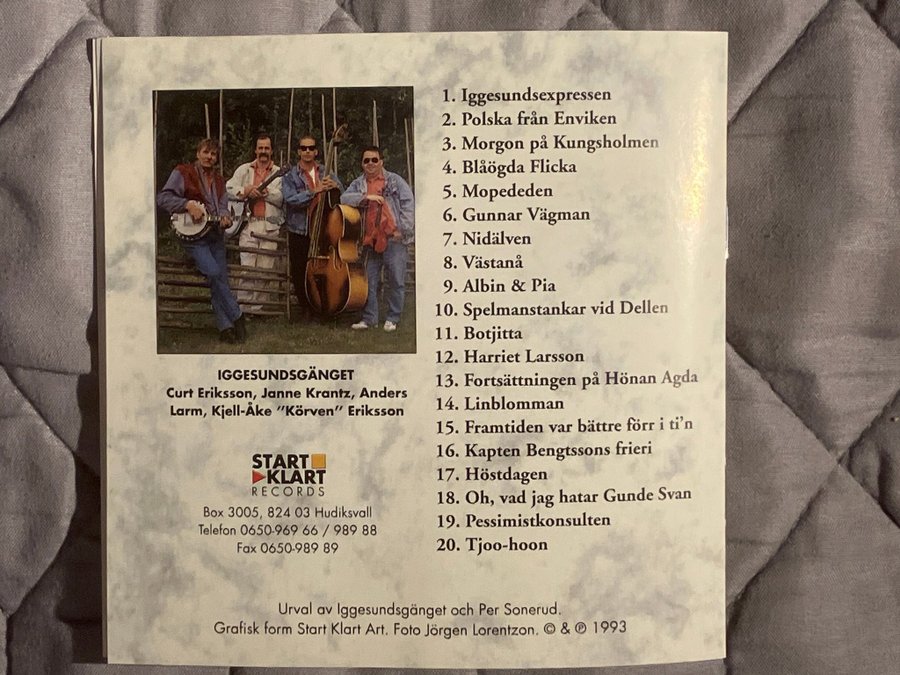 IGGESUNDSGÄNGET
Curt Eriksson, Janne Krantz, Anders
Larm, Kjell-Åke "Körven" Eriksson
START
KLART
RECORDS
Box 3005, 824 03 Hudiksvall
Telefon 0650-969 66 / 989 88
Fax 0650-989 89
1. Iggesundsexpressen
2. Polska från Enviken
3. Morgon på Kungsholmen
4. Blåögda Flicka
5. Mopededen
6. Gunnar Vägman
7. Nidälven
8. Västanå
9. Albin & Pia
10. Spelmanstankar vid Dellen
11. Botjitta
12. Harriet Larsson
13. Fortsättningen på Hönan Agda
14. Linblomman
15. Framtiden var bättre förr i ti'n
16. Kapten Bengtssons frieri
17. Höstdagen
18. Oh, vad jag hatar Gunde Svan
19. Pessimistkonsulten
20. Tjoo-hoon
Urval av Iggesundsgänget och Per Sonerud.
Grafisk form Start Klart Art. Foto Jörgen Lorentzon. © & ℗ 1993